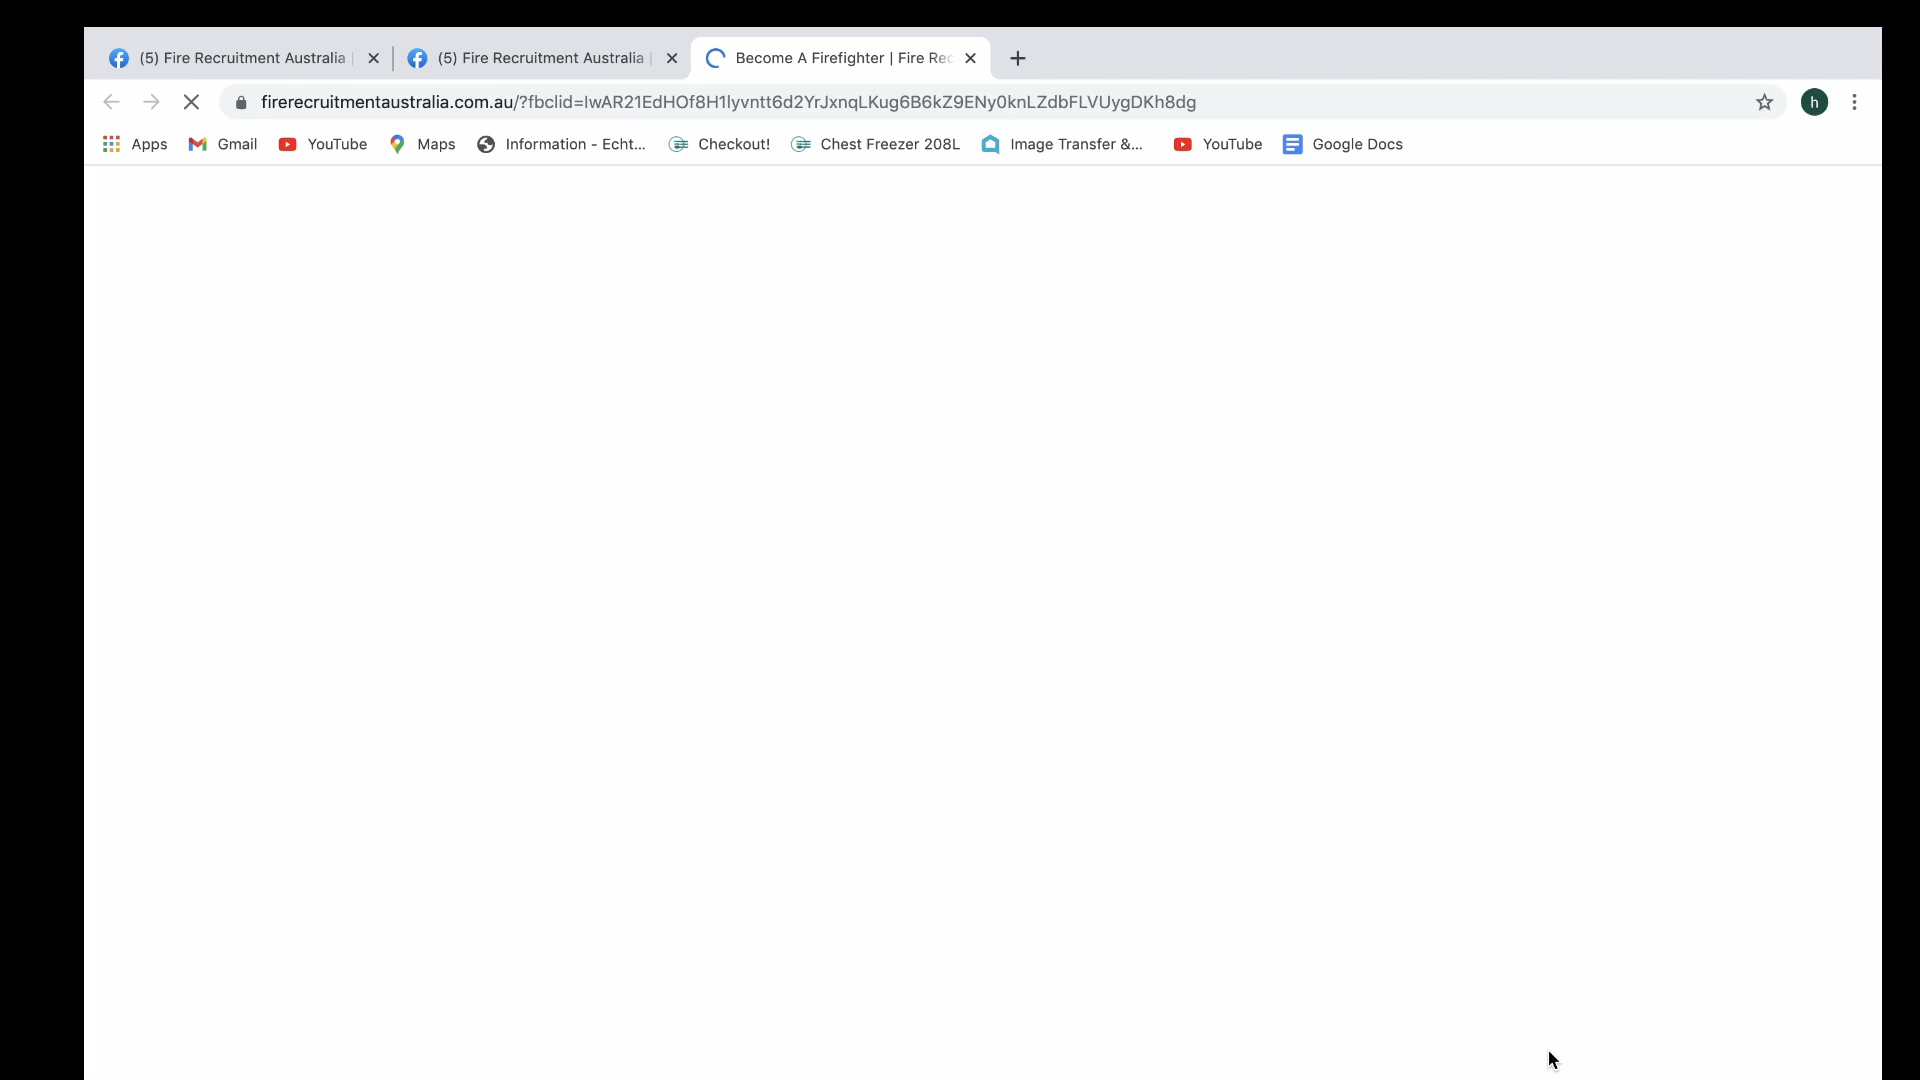 (5) Fire Recruitment Australia |
(5) Fire Recruitment Australia |
Become A Firefighter | Fire Rec
firerecruitmentaustralia.com.au/?fbclid=IwAR21EdHOf8H1lyvntt6d2YrJxnqLKug6B6kZ9ENy0knLZdbFLVUygDKh8dg
h
Apps Gmail YouTube Maps Information - Echt... Checkout! Chest Freezer 208L Image Transfer &... YouTube Google Docs